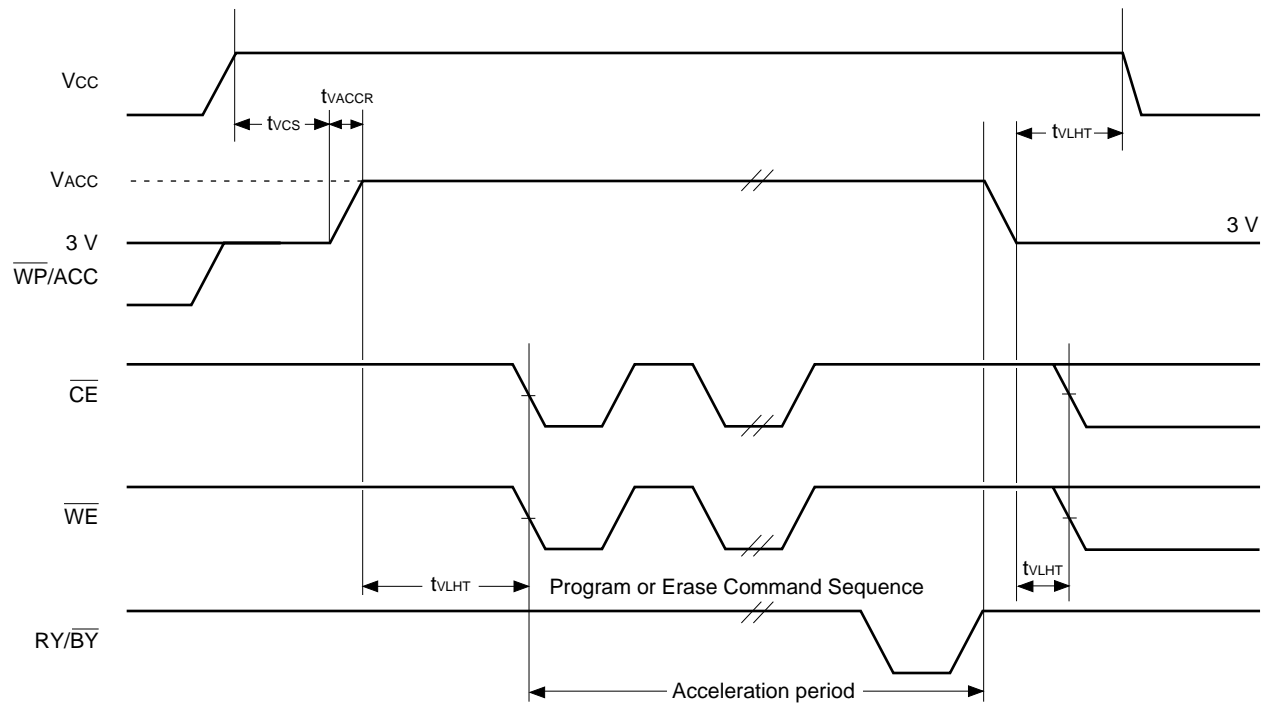 VCC
tVACCR
tVCS
tVLHT
VACC
3 V
3 V
WP/ACC
CE
WE
tVLHT
Program or Erase Command Sequence
tVLHT
RY/BY
Acceleration period